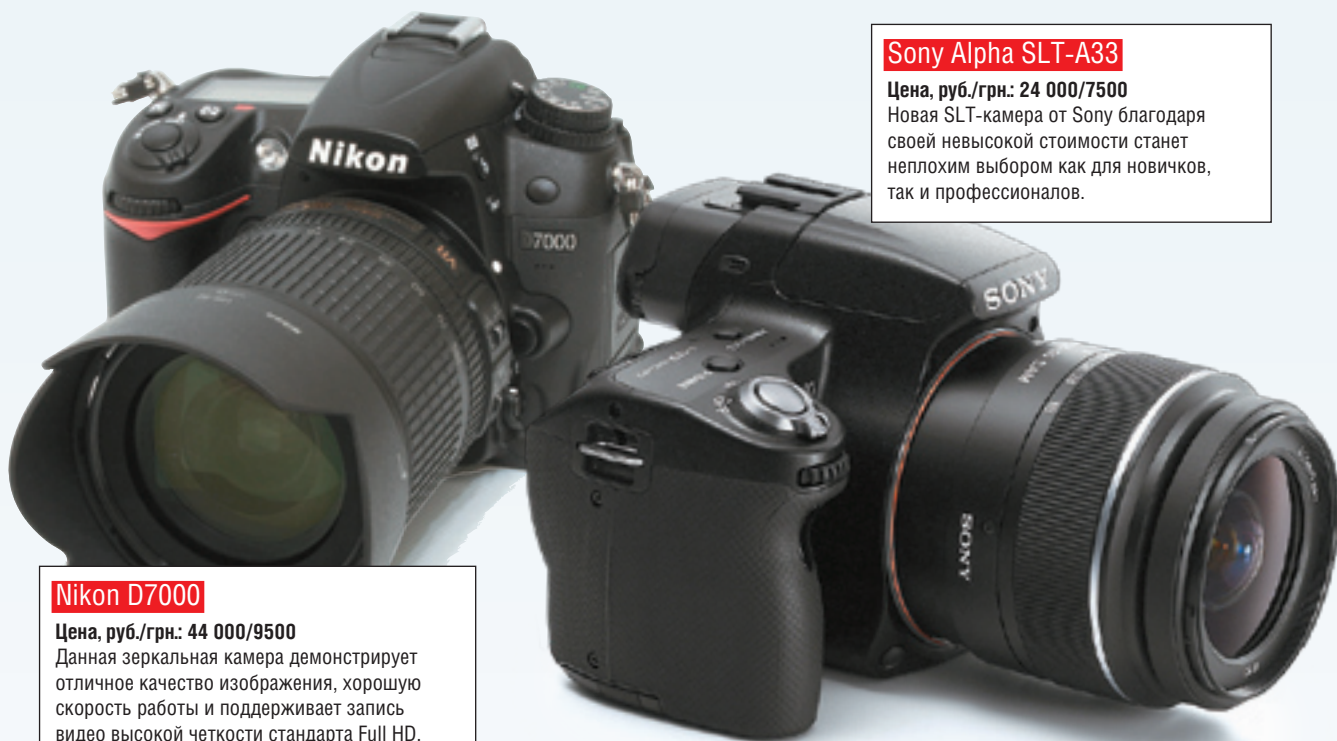 Sony Alpha SLT-A33
Цена, руб./грн.: 24 000/7500
Новая SLT-камера от Sony благодаря
своей невысокой стоимости станет
неплохим выбором как для новичков,
так и профессионалов.
Nikon
D7000
SONY
SONY
Nikon D7000
Цена, руб./грн.: 44 000/9500
Данная зеркальная камера демонстрирует
отличное качество изображения, хорошую
скорость работы и поддерживает запись
видео высокой четкости стандарта Full HD.